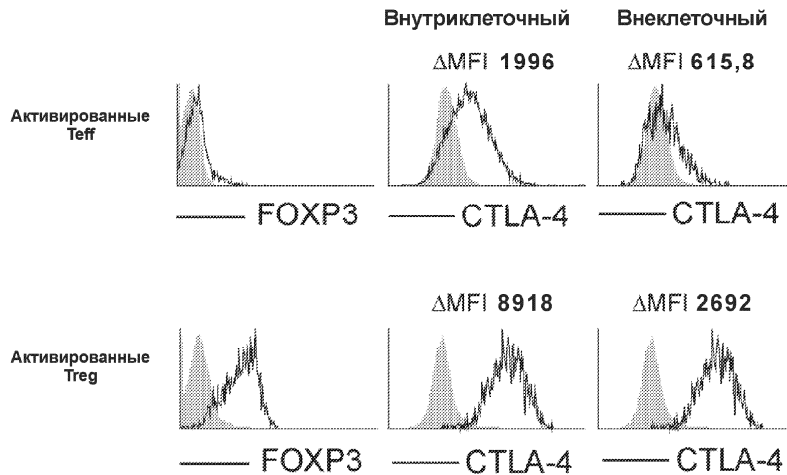 Внутриклеточный Внеклеточный
ΔMFI 1996 ΔMFI 615,8
Активированные
Teff
FOXP3 CTLA-4 CTLA-4
ΔMFI 8918 ΔMFI 2692
Активированные
Treg
FOXP3 CTLA-4 CTLA-4